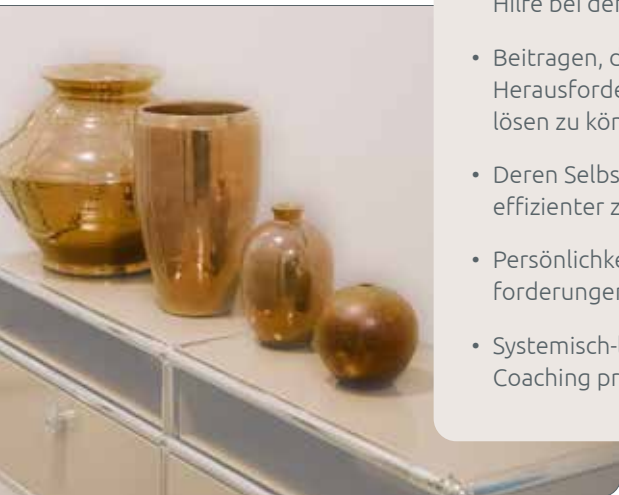 Hilfe bei der
• Beitragen, d
Herausforde
lösen zu kön
• Deren Selbs
effizienter z
• Persönlichke
forderungen
• Systemisch-
Coaching pr